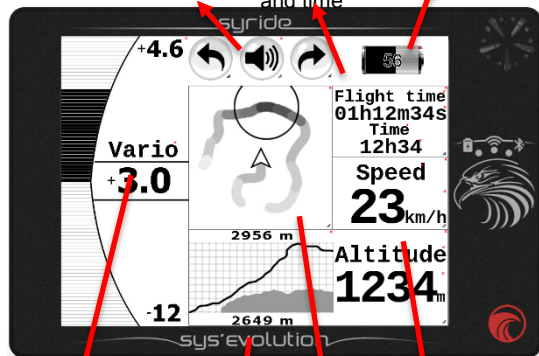 and time
syride
+4.6
56
Flight time
01h12m34s
Time
12h34
Vario
+3.0
Speed
23km/h
2956 m
Altitude
1234m
-12
2649 m
sys'evolution